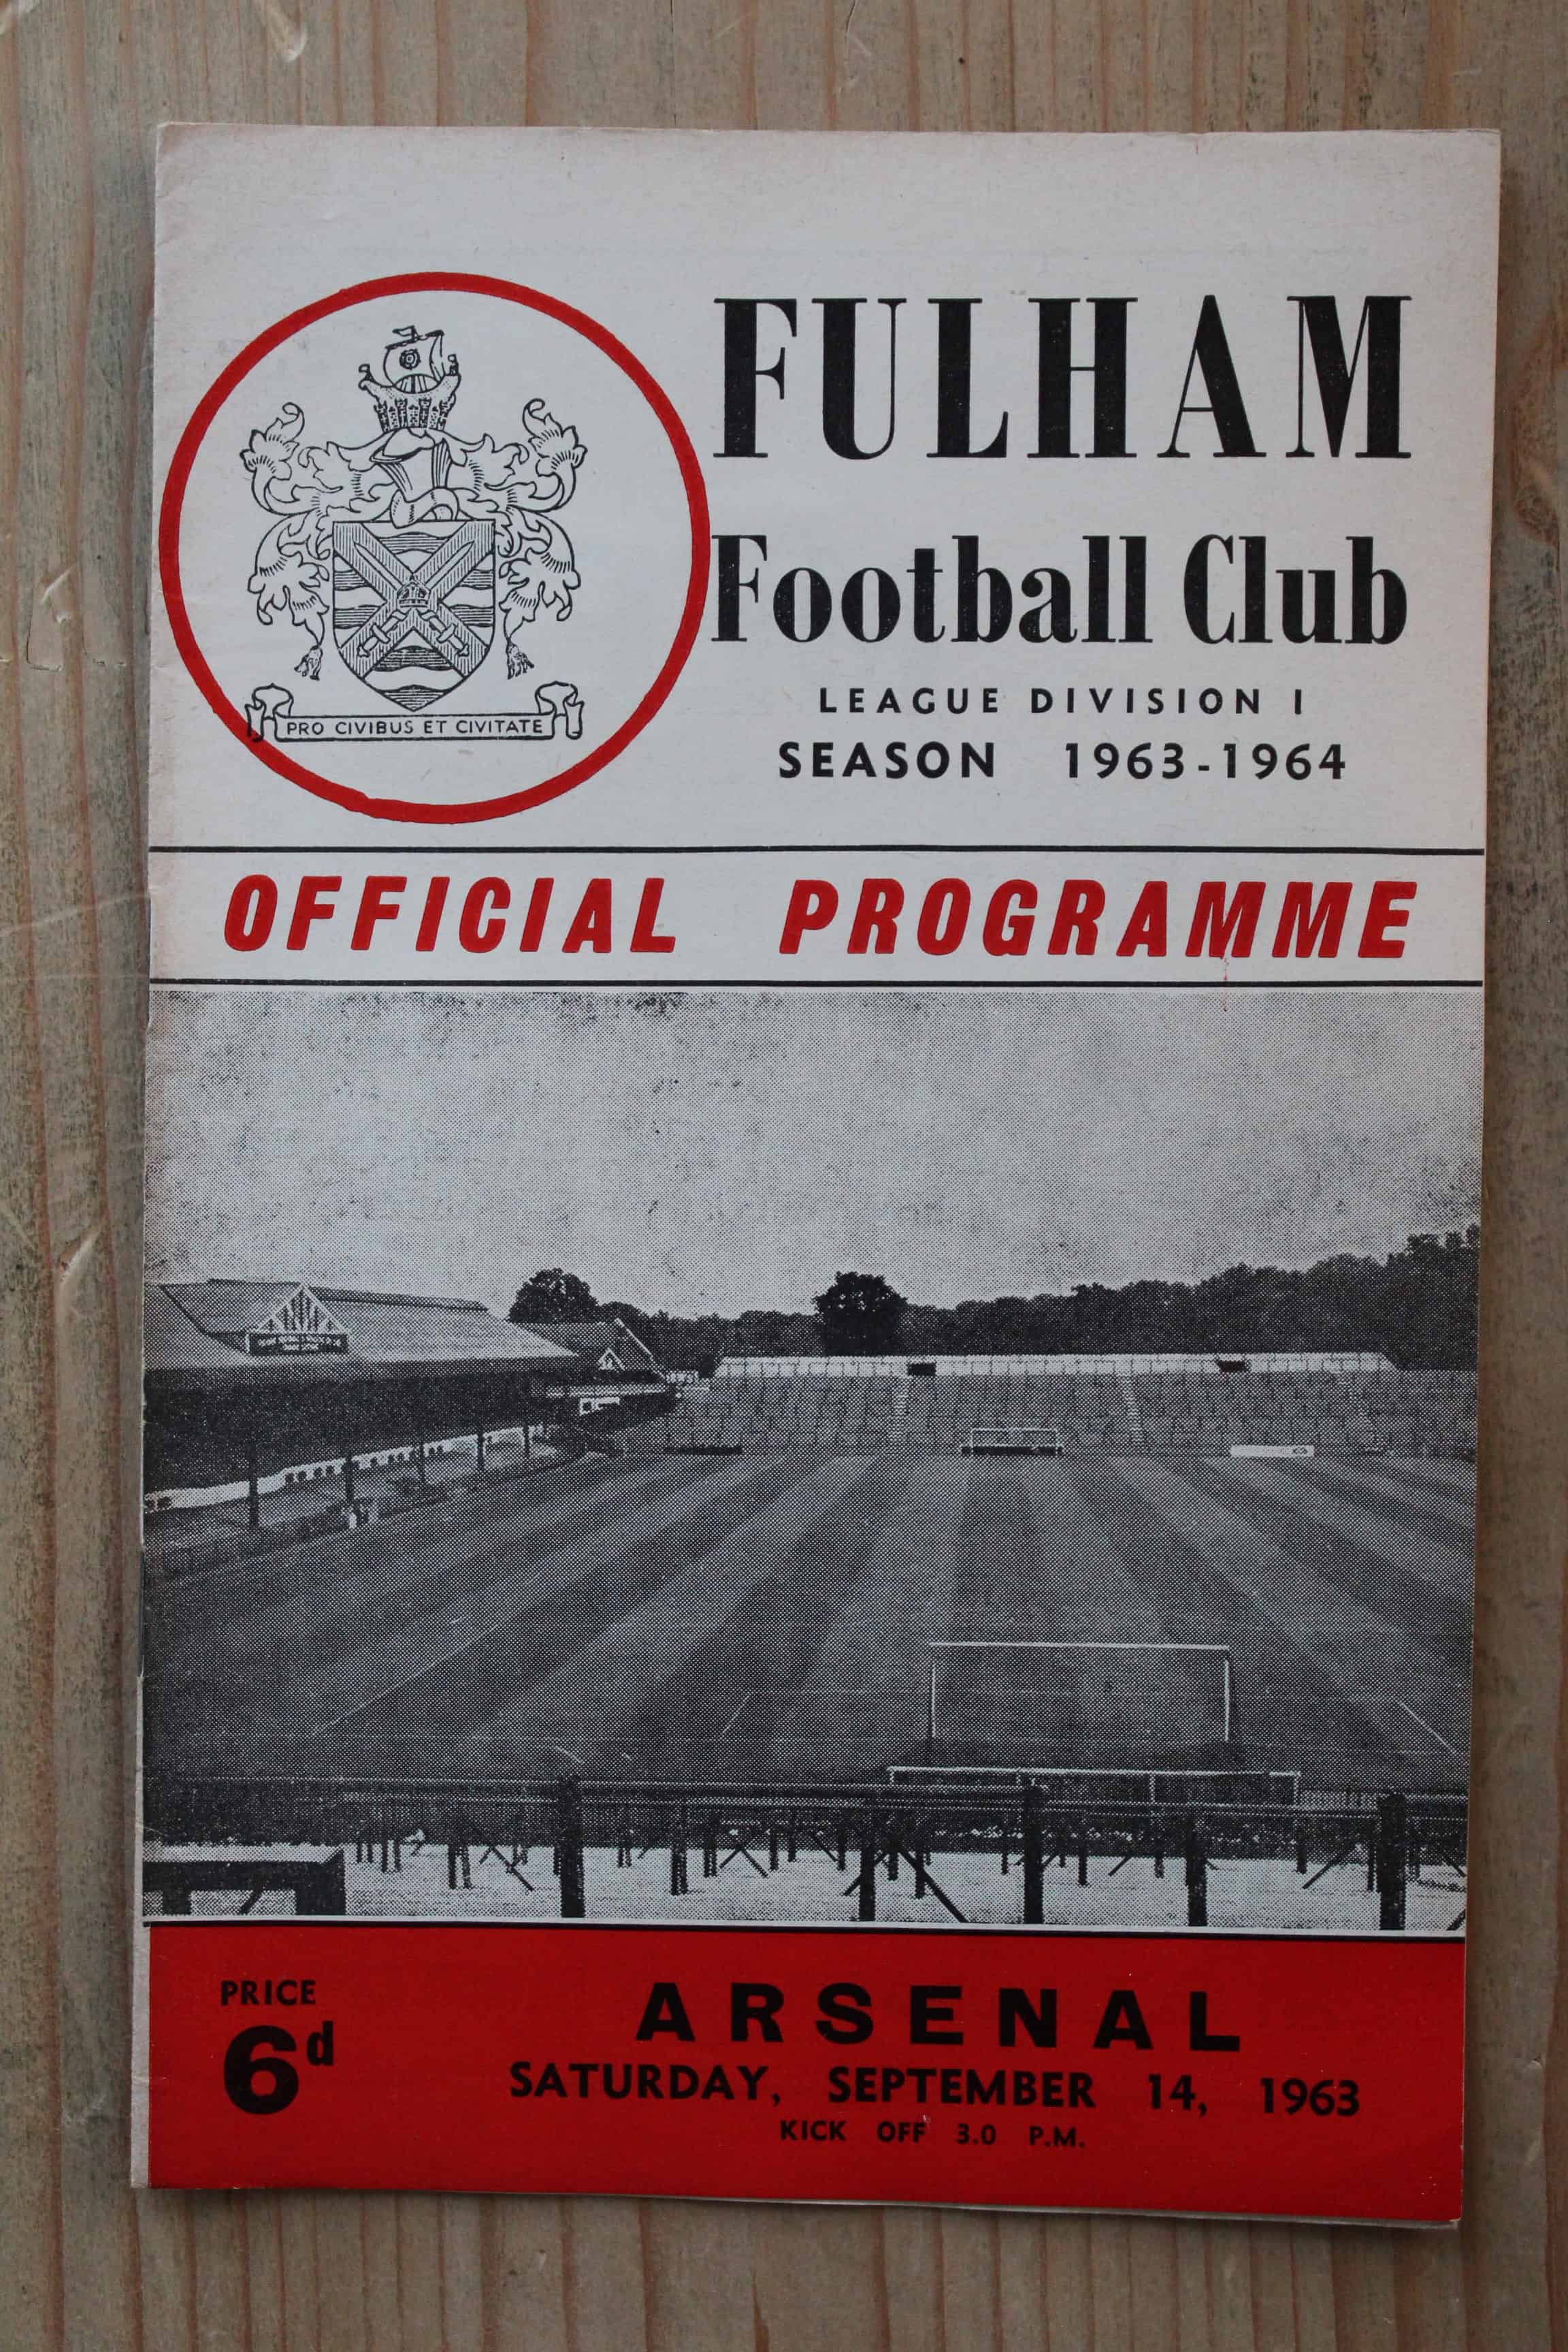 FULHAM
Football Club
LEAGUE DIVISION I
SEASON 1963-1964
PRO CIVIBUS ET CIVITATE
OFFICIAL PROGRAMME
PRICE
6d
ARSENAL
SATURDAY, SEPTEMBER 14, 1963
KICK OFF 3.0 P.M.